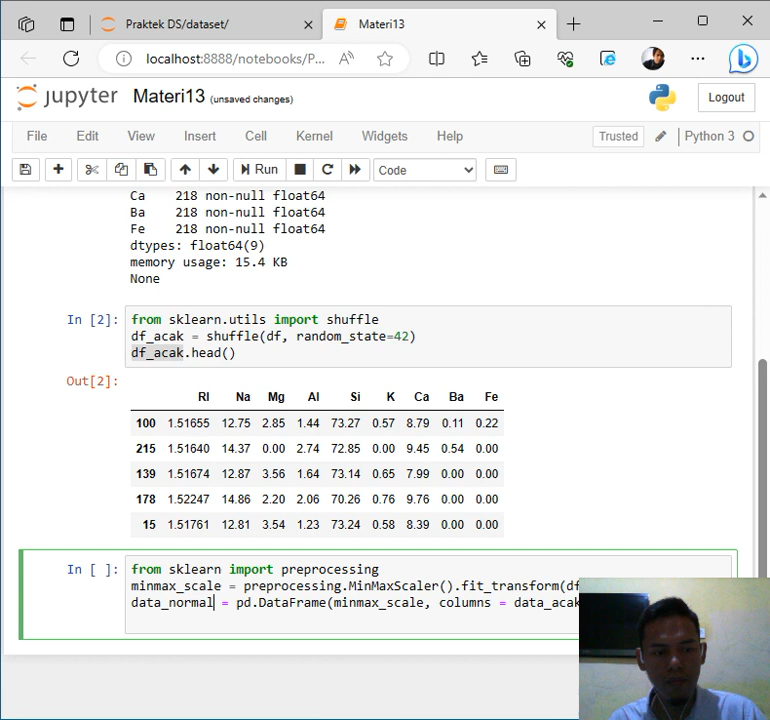 Praktek DS/dataset/
Materi13
localhost:8888/notebooks/P...
jupyter Materi13 (unsaved changes)
Logout
File Edit View Insert Cell Kernel Widgets Help
Trusted Python 3
Run Code
Ca 218 non-null float64
Ba 218 non-null float64
Fe 218 non-null float64
dtypes: float64(9)
memory usage: 15.4 KB
None
In [2]: from sklearn.utils import shuffle
df_acak = shuffle(df, random_state=42)
df_acak.head()
Out[2]:
RI Na Mg Al Si K Ca Ba Fe
100 1.51655 12.75 2.85 1.44 73.27 0.57 8.79 0.11 0.22
215 1.51640 14.37 0.00 2.74 72.85 0.00 9.45 0.54 0.00
139 1.51674 12.87 3.56 1.64 73.14 0.65 7.99 0.00 0.00
178 1.52247 14.86 2.20 2.06 70.26 0.76 9.76 0.00 0.00
15 1.51761 12.81 3.54 1.23 73.24 0.58 8.39 0.00 0.00
In [ ]: from sklearn import preprocessing
minmax_scale = preprocessing.MinMaxScaler().fit_transform(df
data_normal = pd.DataFrame(minmax_scale, columns = data_acak